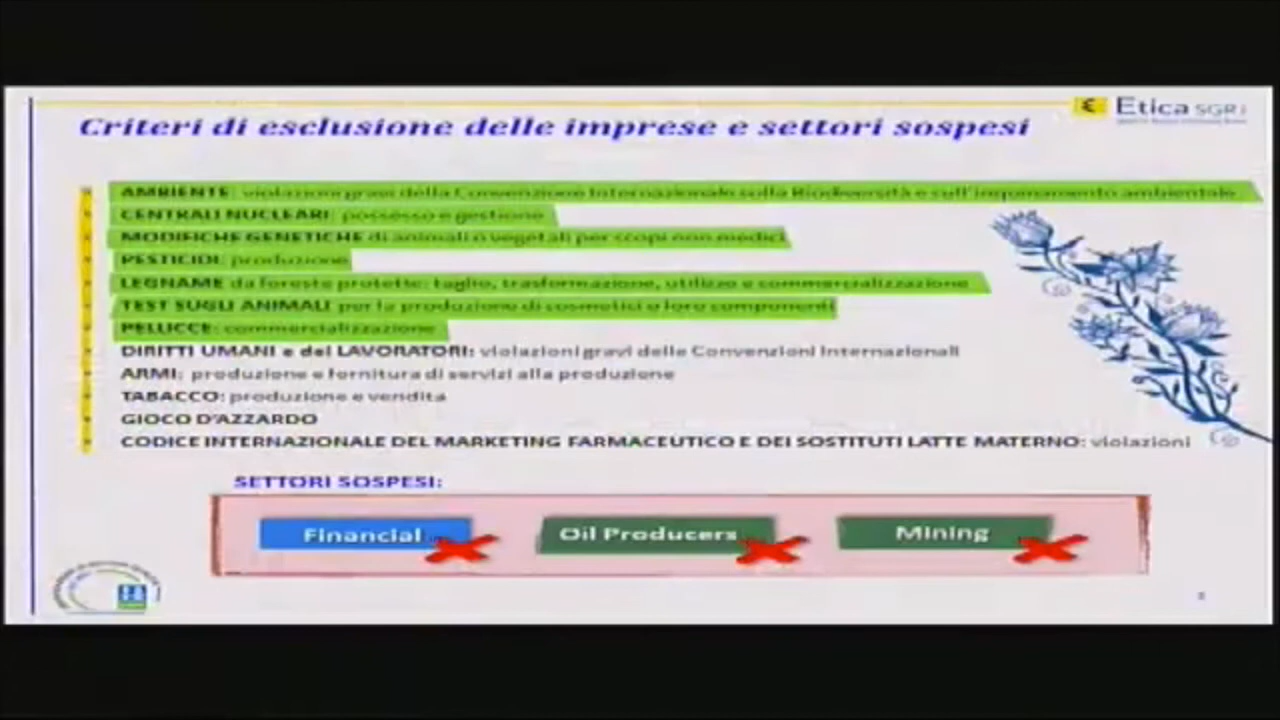 Etica SGR
Criteri di esclusione delle imprese e settori sospesi
AMBIENTE: violazioni gravi della Convenzione Internazionale sulla Biodiversità e sull'inquinamento ambientale
CENTRALI NUCLEARI: possesso e gestione
MODIFICHE GENETICHE di animali o vegetali per scopi non medici
PESTICIDI: produzione
LEGNAME da foreste protette: taglio, trasformazione, utilizzo e commercializzazione
TEST SUGLI ANIMALI per la produzione di cosmetici o loro componenti
PELLICCE: commercializzazione
DIRITTI UMANI e dei LAVORATORI: violazioni gravi delle Convenzioni Internazionali
ARMI: produzione e fornitura di servizi alla produzione
TABACCO: produzione e vendita
GIOCO D'AZZARDO
CODICE INTERNAZIONALE DEL MARKETING FARMACEUTICO E DEI SOSTITUTI LATTE MATERNO: violazioni
SETTORI SOSPESI:
Financial
Oil Producers
Mining